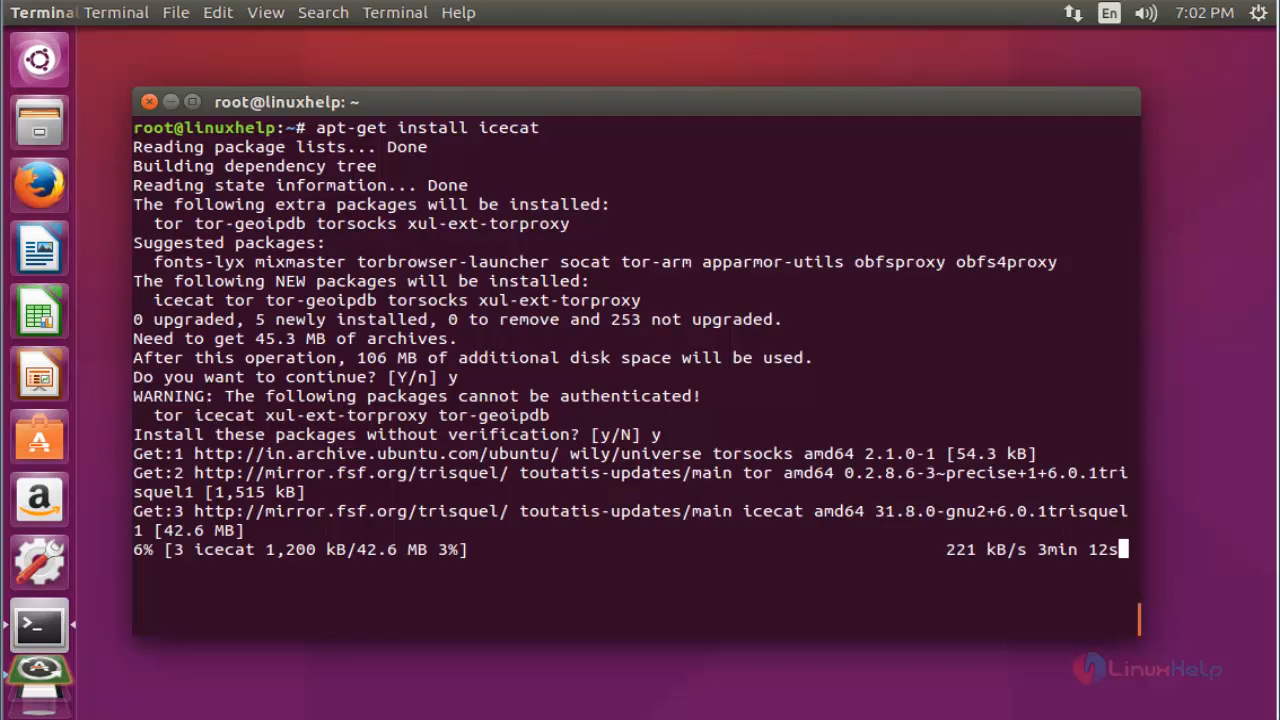 Terminal Terminal File Edit View Search Terminal Help En 7:02 PM
root@linuxhelp: ~
root@linuxhelp:~# apt-get install icecat
Reading package lists... Done
Building dependency tree
Reading state information... Done
The following extra packages will be installed:
tor tor-geoipdb torsocks xul-ext-torproxy
Suggested packages:
fonts-lyx mixmaster torbrowser-launcher socat tor-arm apparmor-utils obfsproxy obfs4proxy
The following NEW packages will be installed:
icecat tor tor-geoipdb torsocks xul-ext-torproxy
0 upgraded, 5 newly installed, 0 to remove and 253 not upgraded.
Need to get 45.3 MB of archives.
After this operation, 106 MB of additional disk space will be used.
Do you want to continue? [Y/n] y
WARNING: The following packages cannot be authenticated!
tor icecat xul-ext-torproxy tor-geoipdb
Install these packages without verification? [y/N] y
Get:1 http://in.archive.ubuntu.com/ubuntu/ wily/universe torsocks amd64 2.1.0-1 [54.3 kB]
Get:2 http://mirror.fsf.org/trisquel/ toutatis-updates/main tor amd64 0.2.8.6-3~precise+1+6.0.1tri
squel1 [1,515 kB]
Get:3 http://mirror.fsf.org/trisquel/ toutatis-updates/main icecat amd64 31.8.0-gnu2+6.0.1trisquel
1 [42.6 MB]
6% [3 icecat 1,200 kB/42.6 MB 3%] 221 kB/s 3min 12s
LinuxHelp